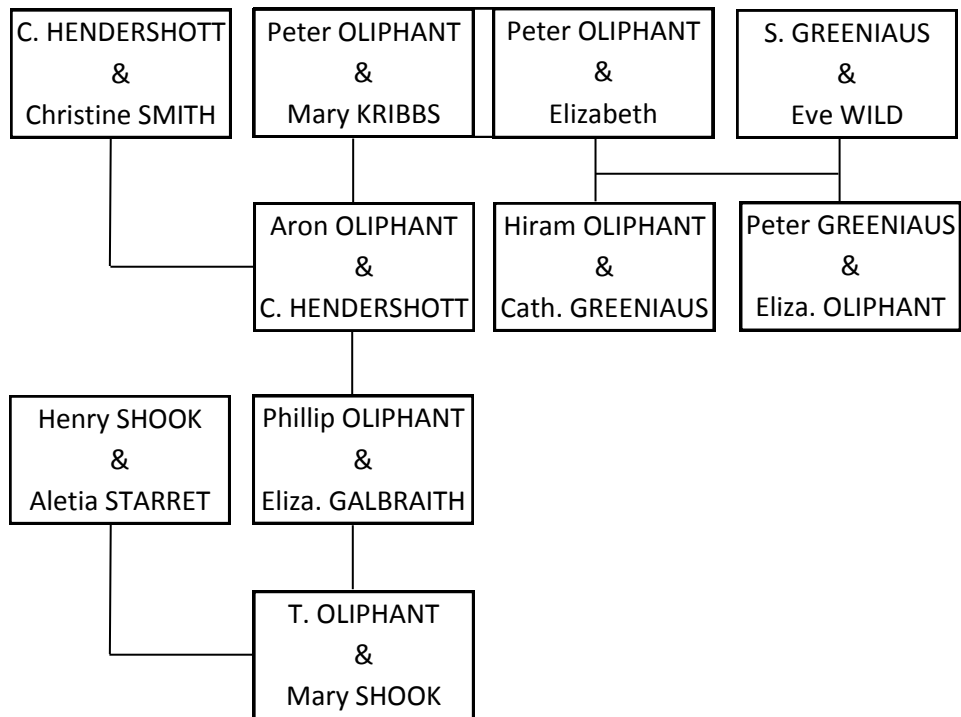 C. HENDERSHOTT
&
Christine SMITH
Peter OLIPHANT
&
Mary KRIBBS
Peter OLIPHANT
&
Elizabeth
S. GREENIAUS
&
Eve WILD
Aron OLIPHANT
&
C. HENDERSHOTT
Hiram OLIPHANT
&
Cath. GREENIAUS
Peter GREENIAUS
&
Eliza. OLIPHANT
Henry SHOOK
&
Aletia STARRET
Phillip OLIPHANT
&
Eliza. GALBRAITH
T. OLIPHANT
&
Mary SHOOK